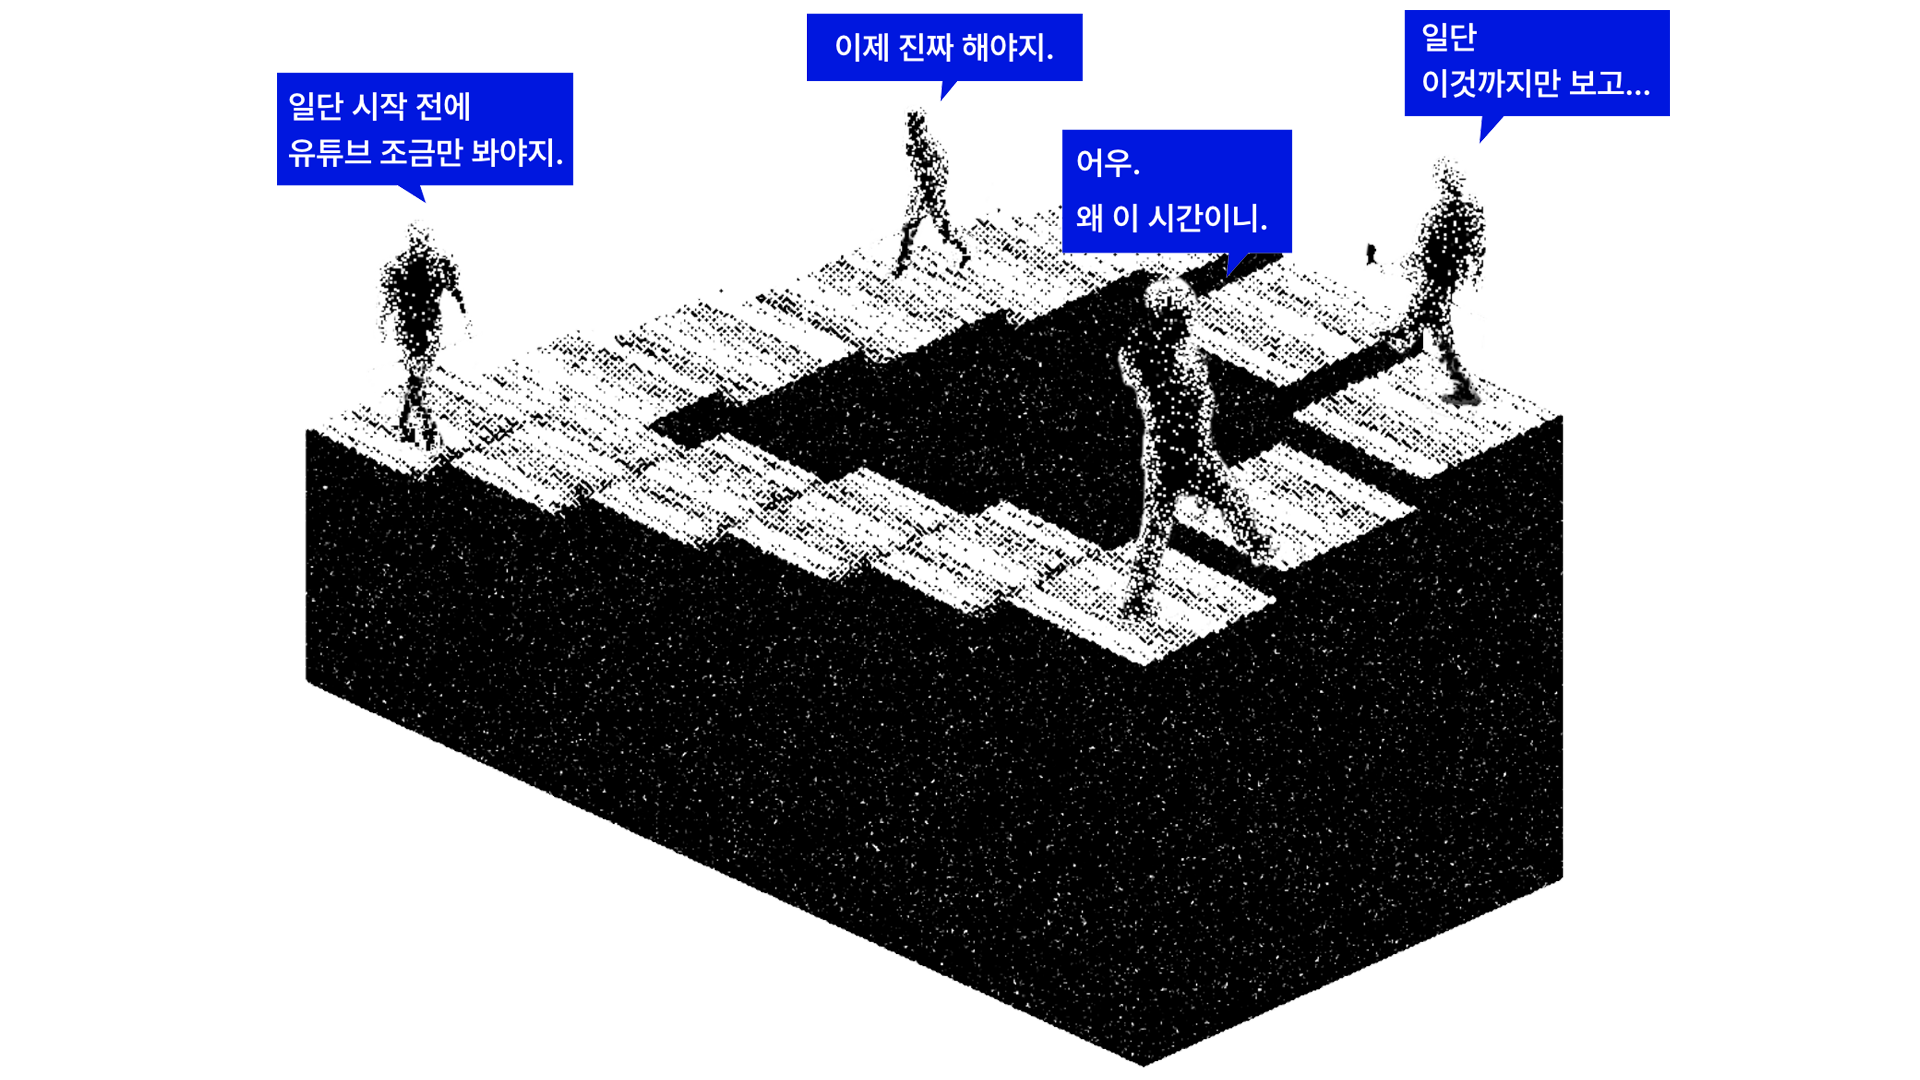 일단 시작 전에
유튜브 조금만 봐야지.
이제 진짜 해야지.
어우.
왜 이 시간이니.
일단
이것까지만 보고...